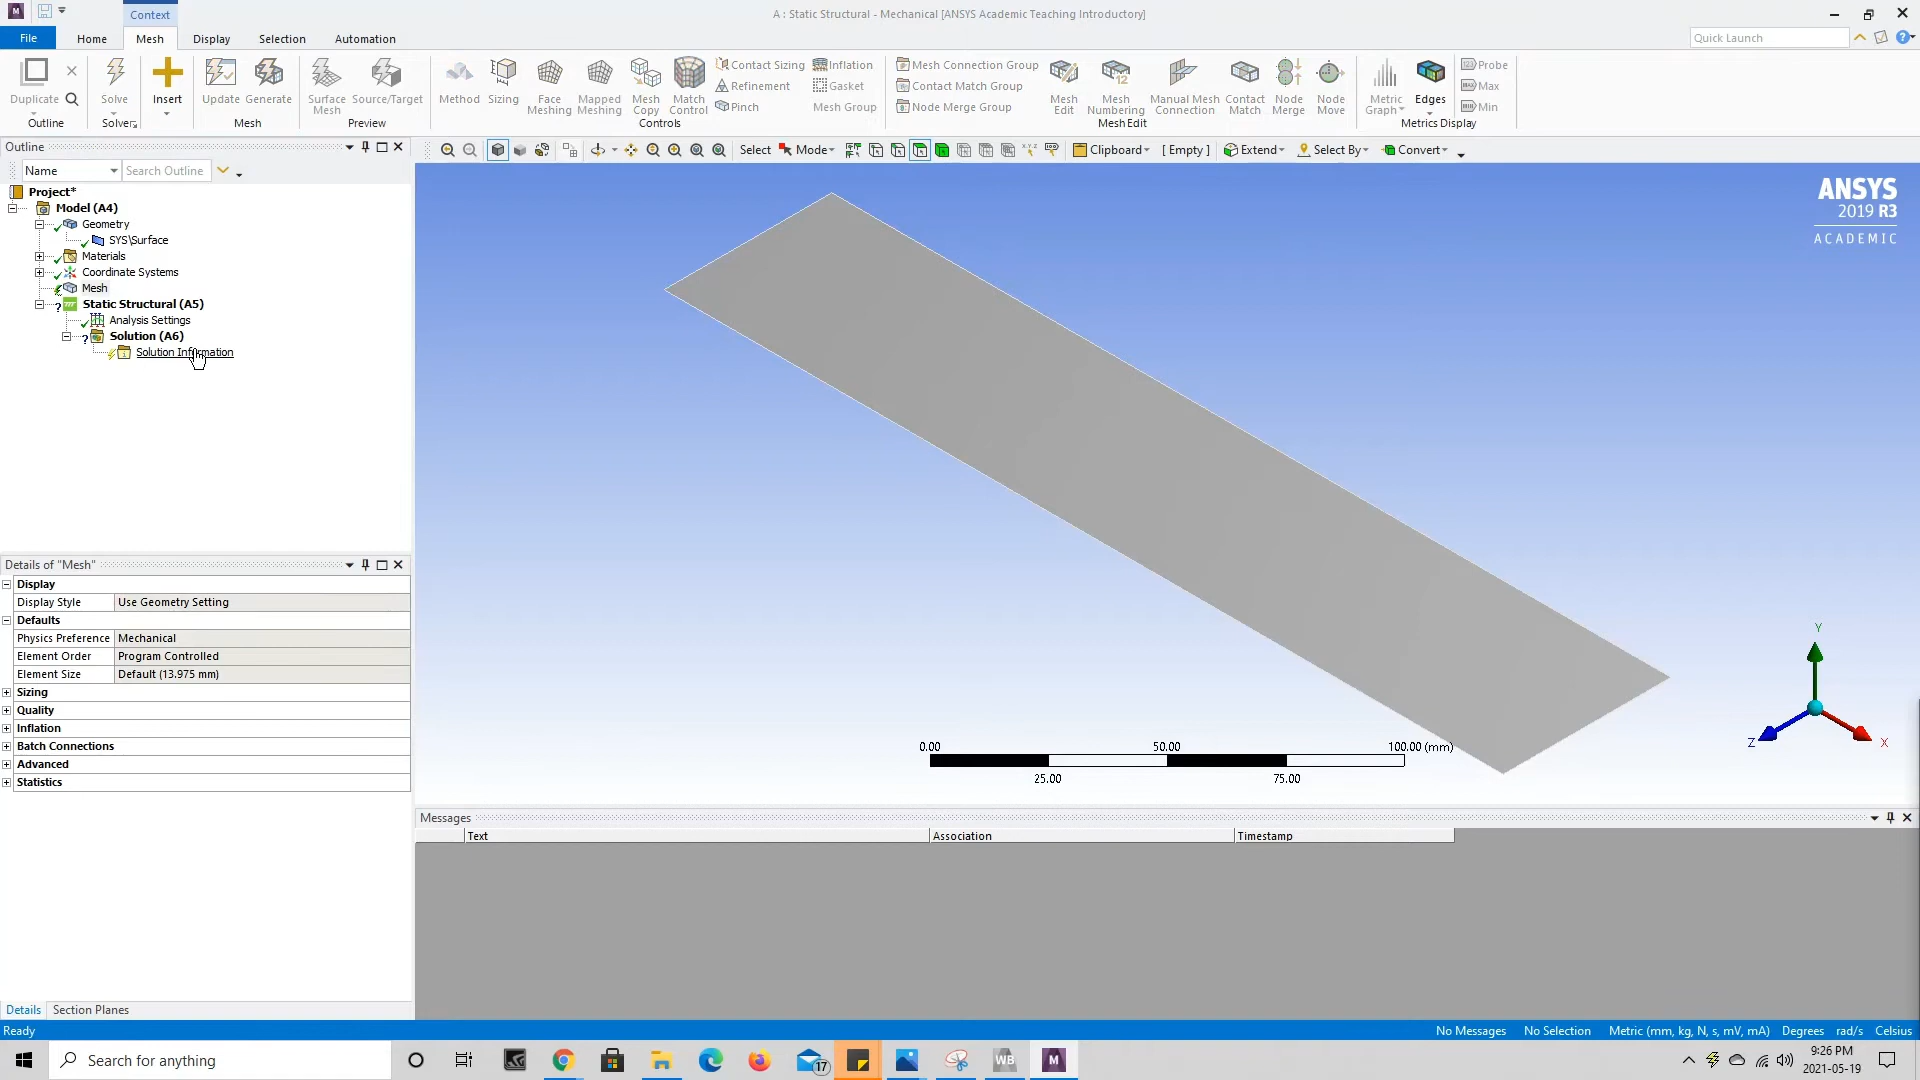 Context
A : Static Structural - Mechanical [ANSYS Academic Teaching Introductory]
File
Home
Mesh
Display
Selection
Automation
Quick Launch
Duplicate
Outline
Solve
Solver
Insert
Update
Generate
Mesh
Surface Mesh
Source/Target
Preview
Method
Sizing
Face Meshing
Mapped Meshing
Mesh Copy
Match Control
Contact Sizing
Refinement
Pinch
Inflation
Gasket
Mesh Group
Controls
Mesh Connection Group
Contact Match Group
Node Merge Group
Mesh Edit
Mesh Numbering
Manual Mesh Connection
Contact Match
Node Merge
Node Move
Mesh Edit
Metric Graph
Edges
Probe
Max
Min
Metrics Display
Outline
Select
Mode
[ Empty ]
Clipboard
Extend
Select By
Convert
Name
Search Outline
Project*
Model (A4)
Geometry
SYS\Surface
Materials
Coordinate Systems
Mesh
Static Structural (A5)
Analysis Settings
Solution (A6)
Solution Information
ANSYS
2019 R3
ACADEMIC
Details of "Mesh"
Display
Display Style Use Geometry Setting
Defaults
Physics Preference Mechanical
Element Order Program Controlled
Element Size Default (13.975 mm)
Sizing
Quality
Inflation
Batch Connections
Advanced
Statistics
Y
Z
X
0.00 50.00 100.00 (mm)
25.00 75.00
Messages
Text Association Timestamp
Details Section Planes
Ready
No Messages No Selection Metric (mm, kg, N, s, mV, mA) Degrees rad/s Celsius
Search for anything
17
WB
M
9:26 PM
2021-05-19